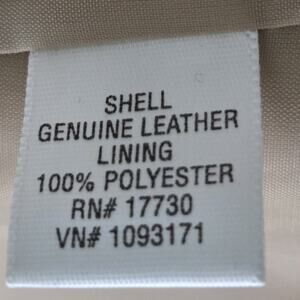 SHELL
GENUINE LEATHER
LINING
100% POLYESTER
RN# 17730
VN# 1093171